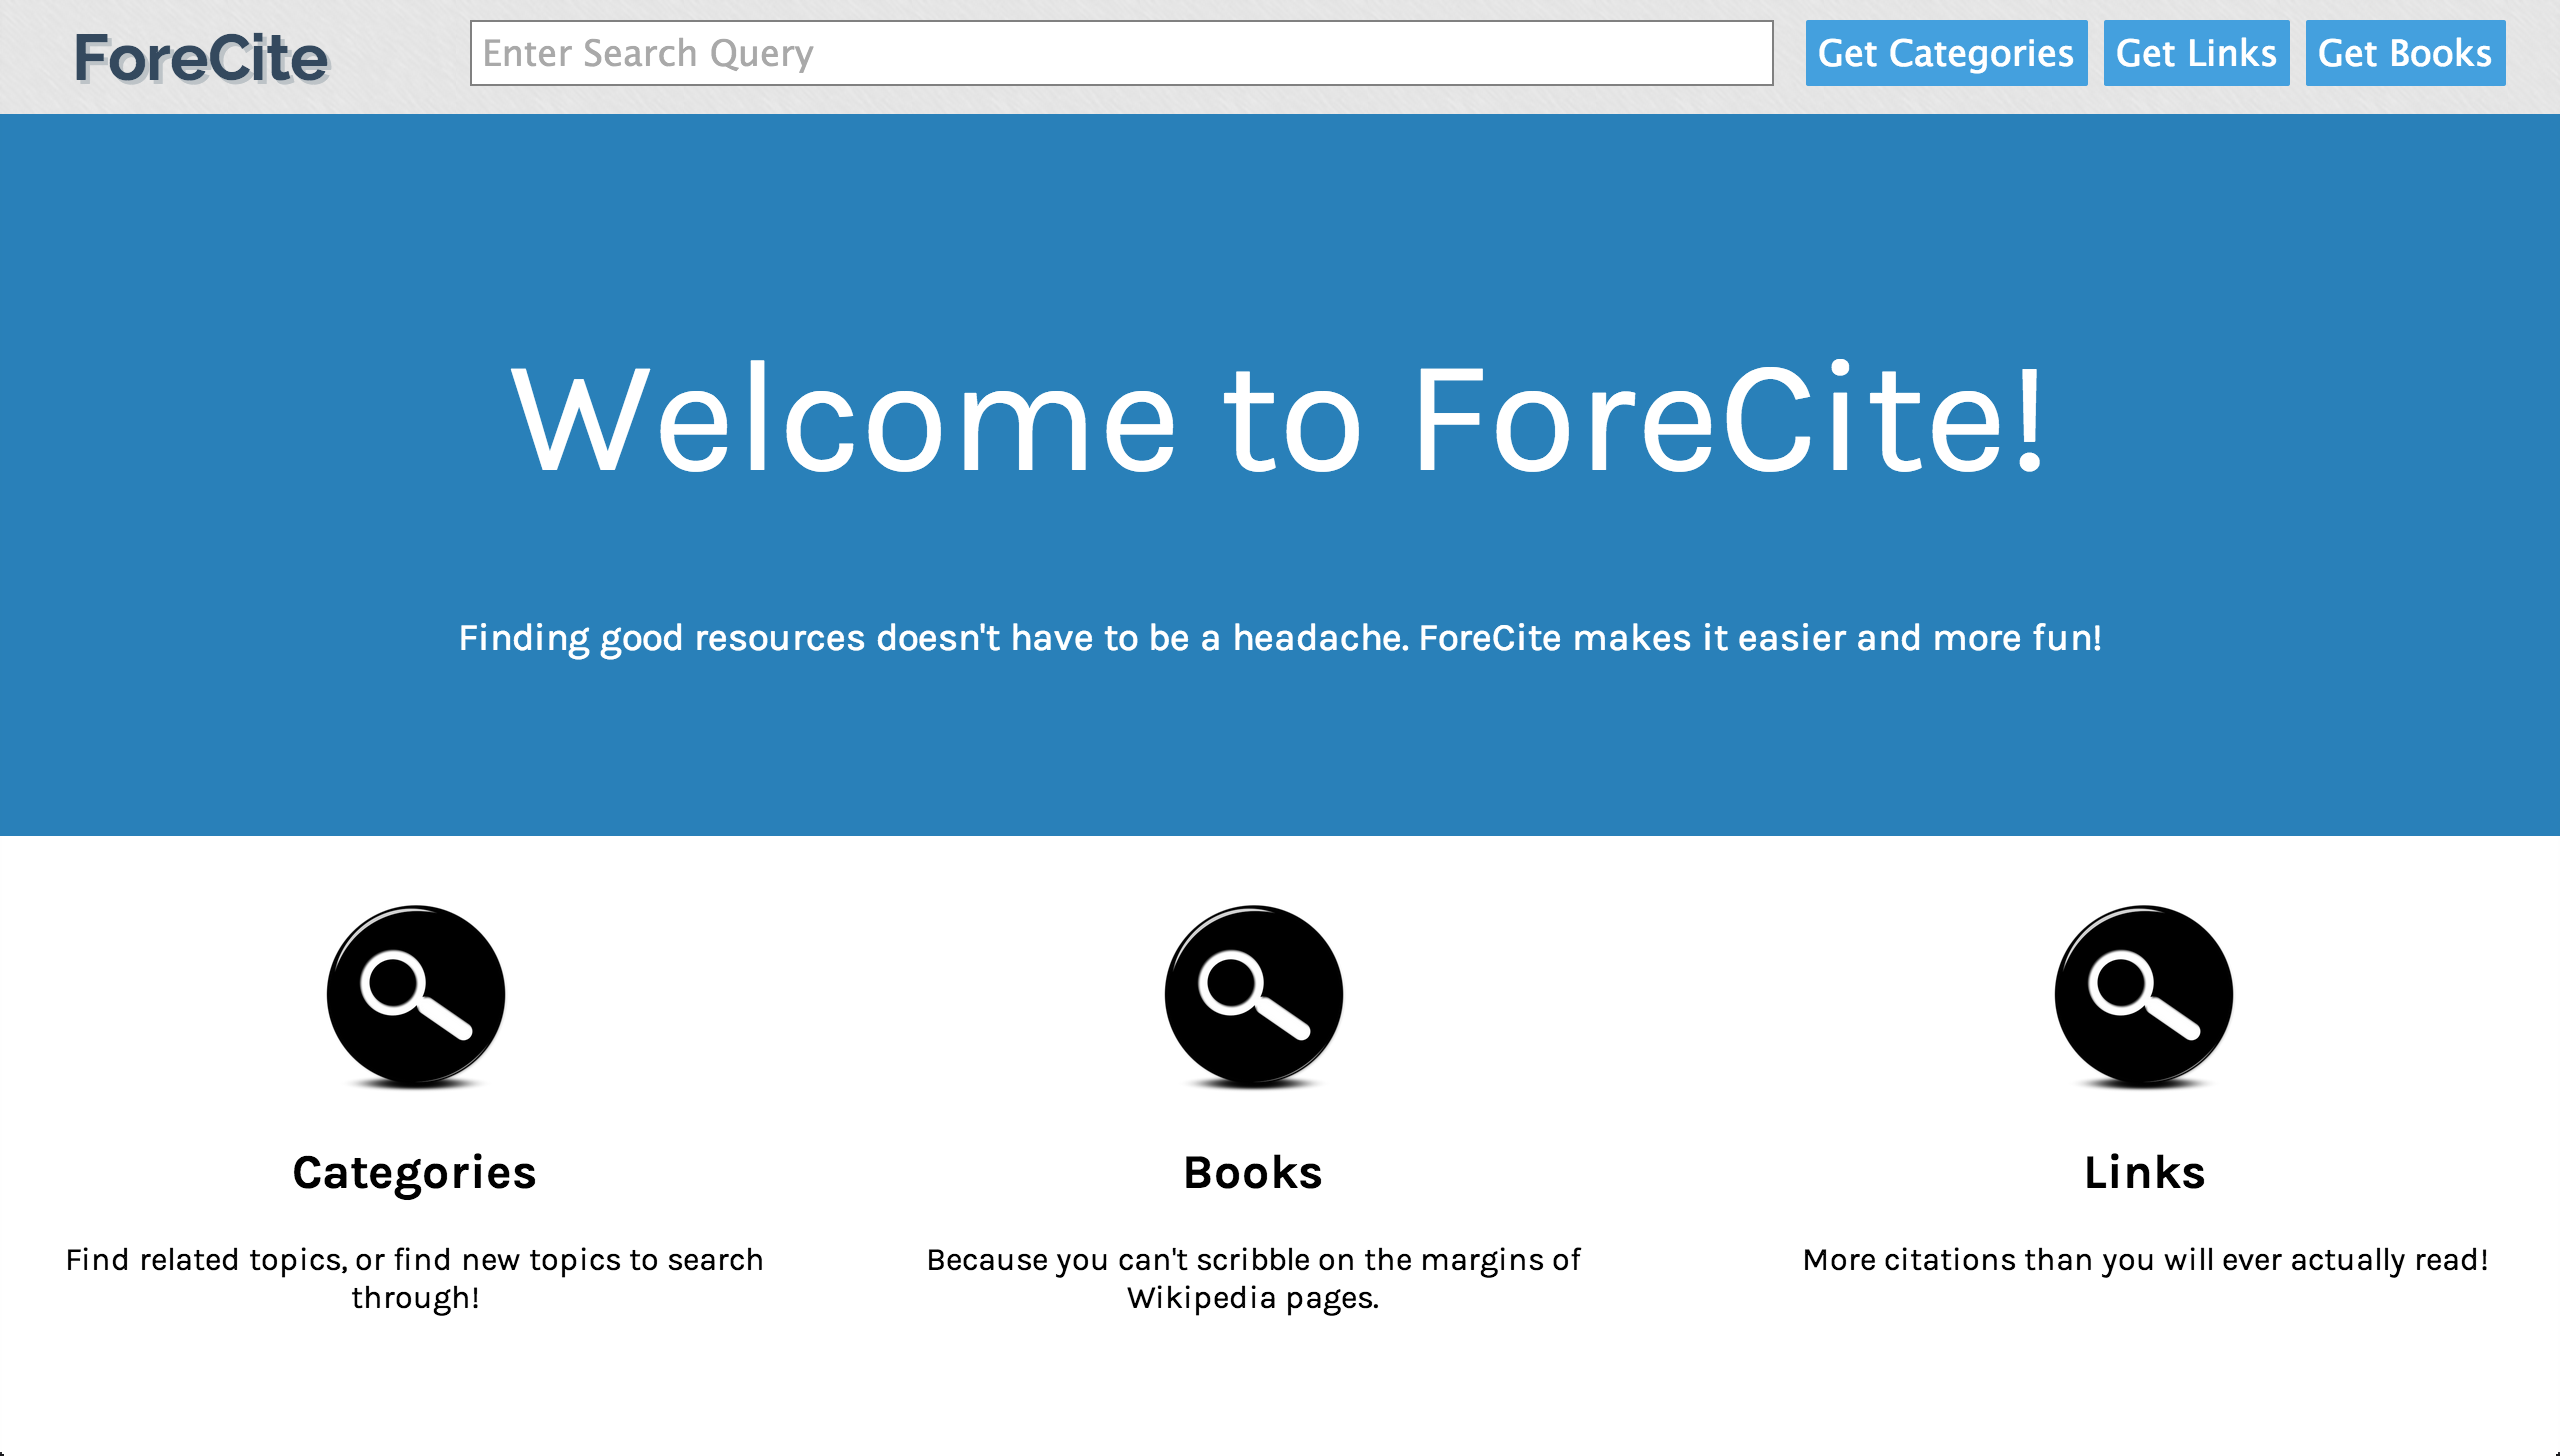 ForeCite
Enter Search Query
Get Categories
Get Links
Get Books
Welcome to ForeCite!
Finding good resources doesn't have to be a headache. ForeCite makes it easier and more fun!
Categories
Find related topics, or find new topics to search
through!
Books
Because you can't scribble on the margins of
Wikipedia pages.
Links
More citations than you will ever actually read!